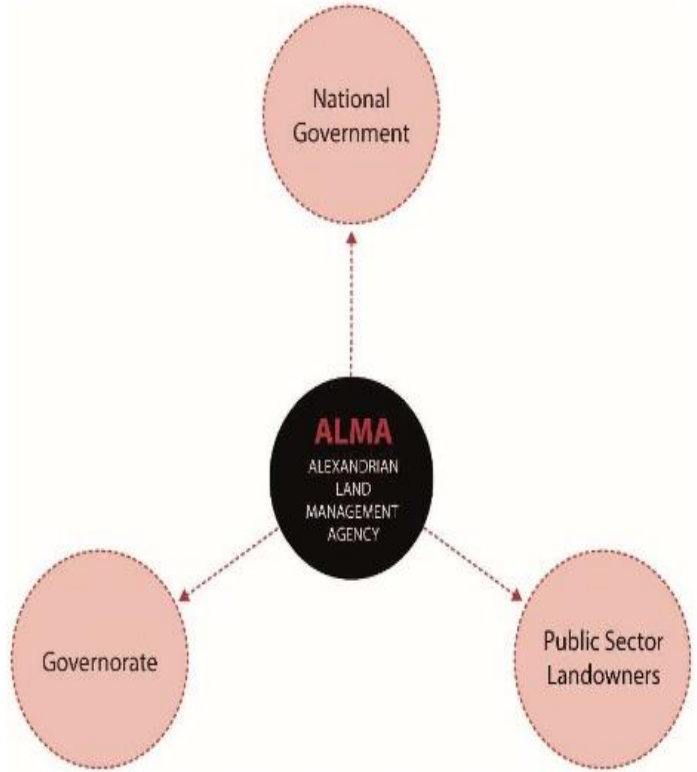 National
Government
ALMA
ALEXANDRIAN
LAND
MANAGEMENT
AGENCY
Governorate
Public Sector
Landowners